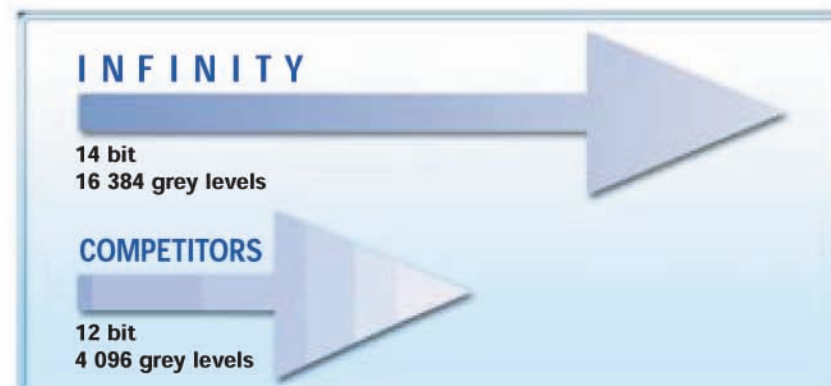 INFINITY
14 bit
16 384 grey levels
COMPETITORS
12 bit
4 096 grey levels